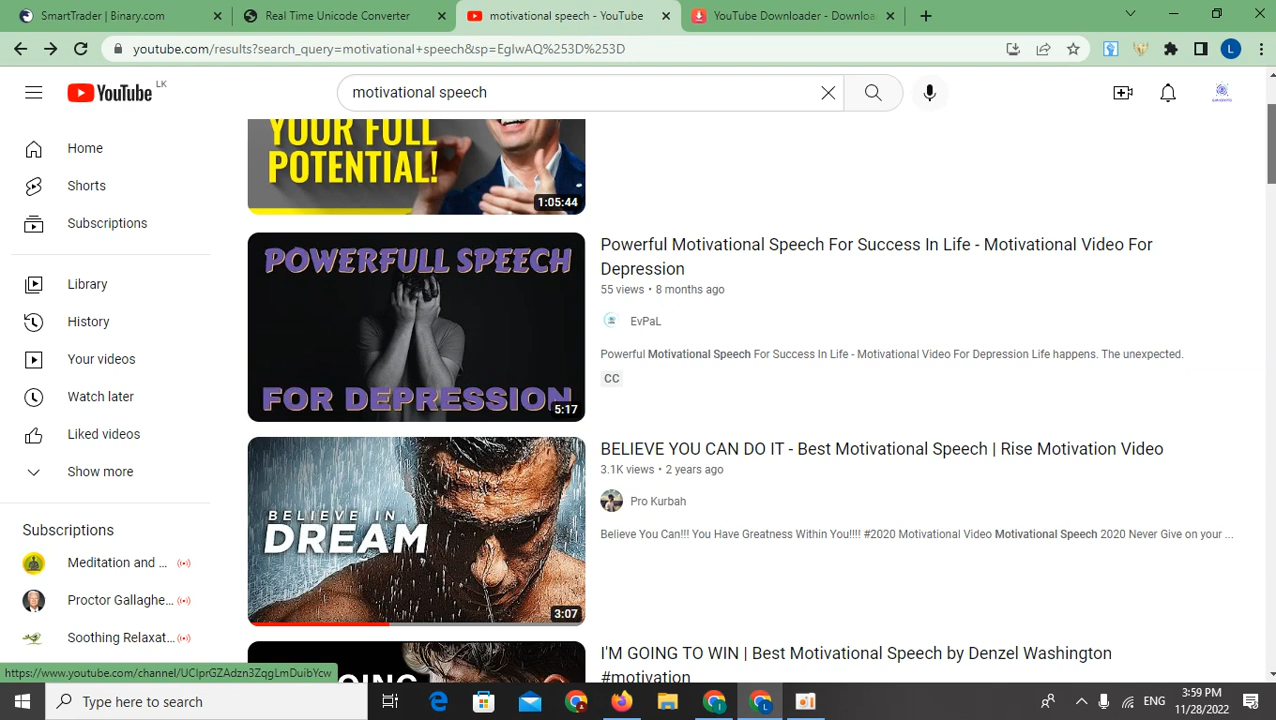 SmartTrader | Binary.com
Real Time Unicode Converter
motivational speech - YouTube
YouTube Downloader - Downloa
youtube.com/results?search_query=motivational+speech&sp=EgIwAQ%253D%253D
L
YouTube LK
motivational speech
Home
Shorts
Subscriptions
Library
History
Your videos
Watch later
Liked videos
Show more
Subscriptions
Meditation and ...
Proctor Gallaghe...
Soothing Relaxat...
YOUR FULL
POTENTIAL!
1:05:44
POWERFULL SPEECH
FOR DEPRESSION
5:17
Powerful Motivational Speech For Success In Life - Motivational Video For
Depression
55 views • 8 months ago
EvPaL
Powerful Motivational Speech For Success In Life - Motivational Video For Depression Life happens. The unexpected.
CC
BELIEVE IN
DREAM
3:07
BELIEVE YOU CAN DO IT - Best Motivational Speech | Rise Motivation Video
3.1K views • 2 years ago
Pro Kurbah
Believe You Can!!! You Have Greatness Within You!!!! #2020 Motivational Video Motivational Speech 2020 Never Give on your ...
I'M GOING TO WIN | Best Motivational Speech by Denzel Washington
#motivation
https://www.youtube.com/channel/UClprGZAdzn3ZqgLmDuibYcw
Type here to search
ENG
3:59 PM
11/28/2022